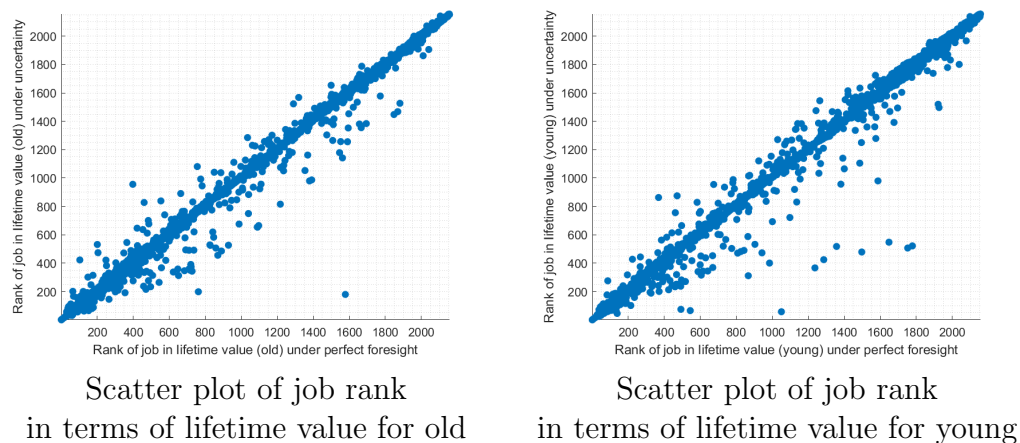 Rank of job in lifetime value (old) under uncertainty
2000
1800
1600
1400
1200
1000
800
600
400
200
200 400 600 800 1000 1200 1400 1600 1800 2000
Rank of job in lifetime value (old) under perfect foresight
Scatter plot of job rank
in terms of lifetime value for old
Rank of job in lifetime value (young) under uncertainty
2000
1800
1600
1400
1200
1000
800
600
400
200
200 400 600 800 1000 1200 1400 1600 1800 2000
Rank of job in lifetime value (young) under perfect foresight
Scatter plot of job rank
in terms of lifetime value for young